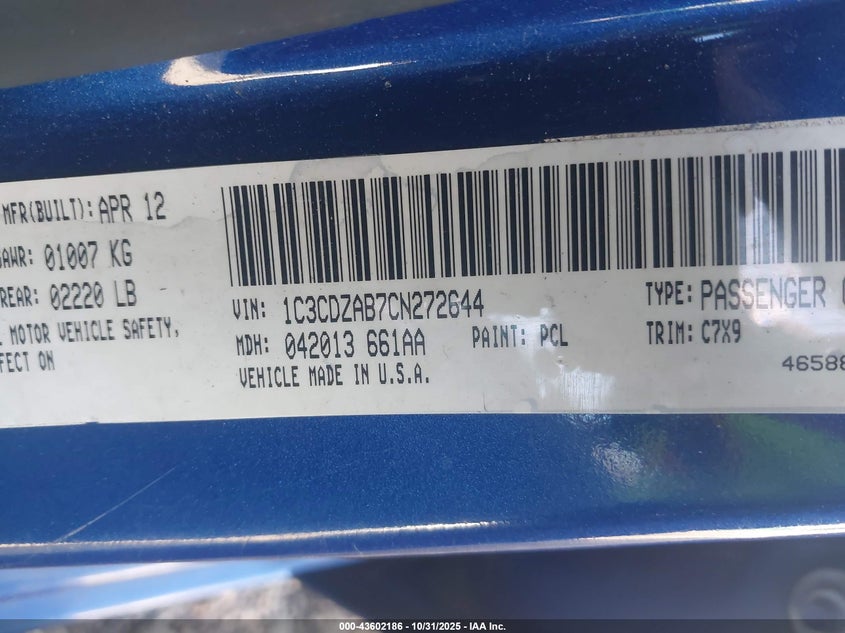 MFR(BUILT): APR 12
GAWR: 01007 KG
REAR: 02220 LB
MOTOR VEHICLE SAFETY,
ON
VIN: 1C3CDZAB7CN272644
TYPE: PASSENGER
MDH: 042013 661AA
PAINT: PCL
TRIM: C7X9
VEHICLE MADE IN U.S.A.
4658
000-43602186 - 10/31/2025 - IAA Inc.